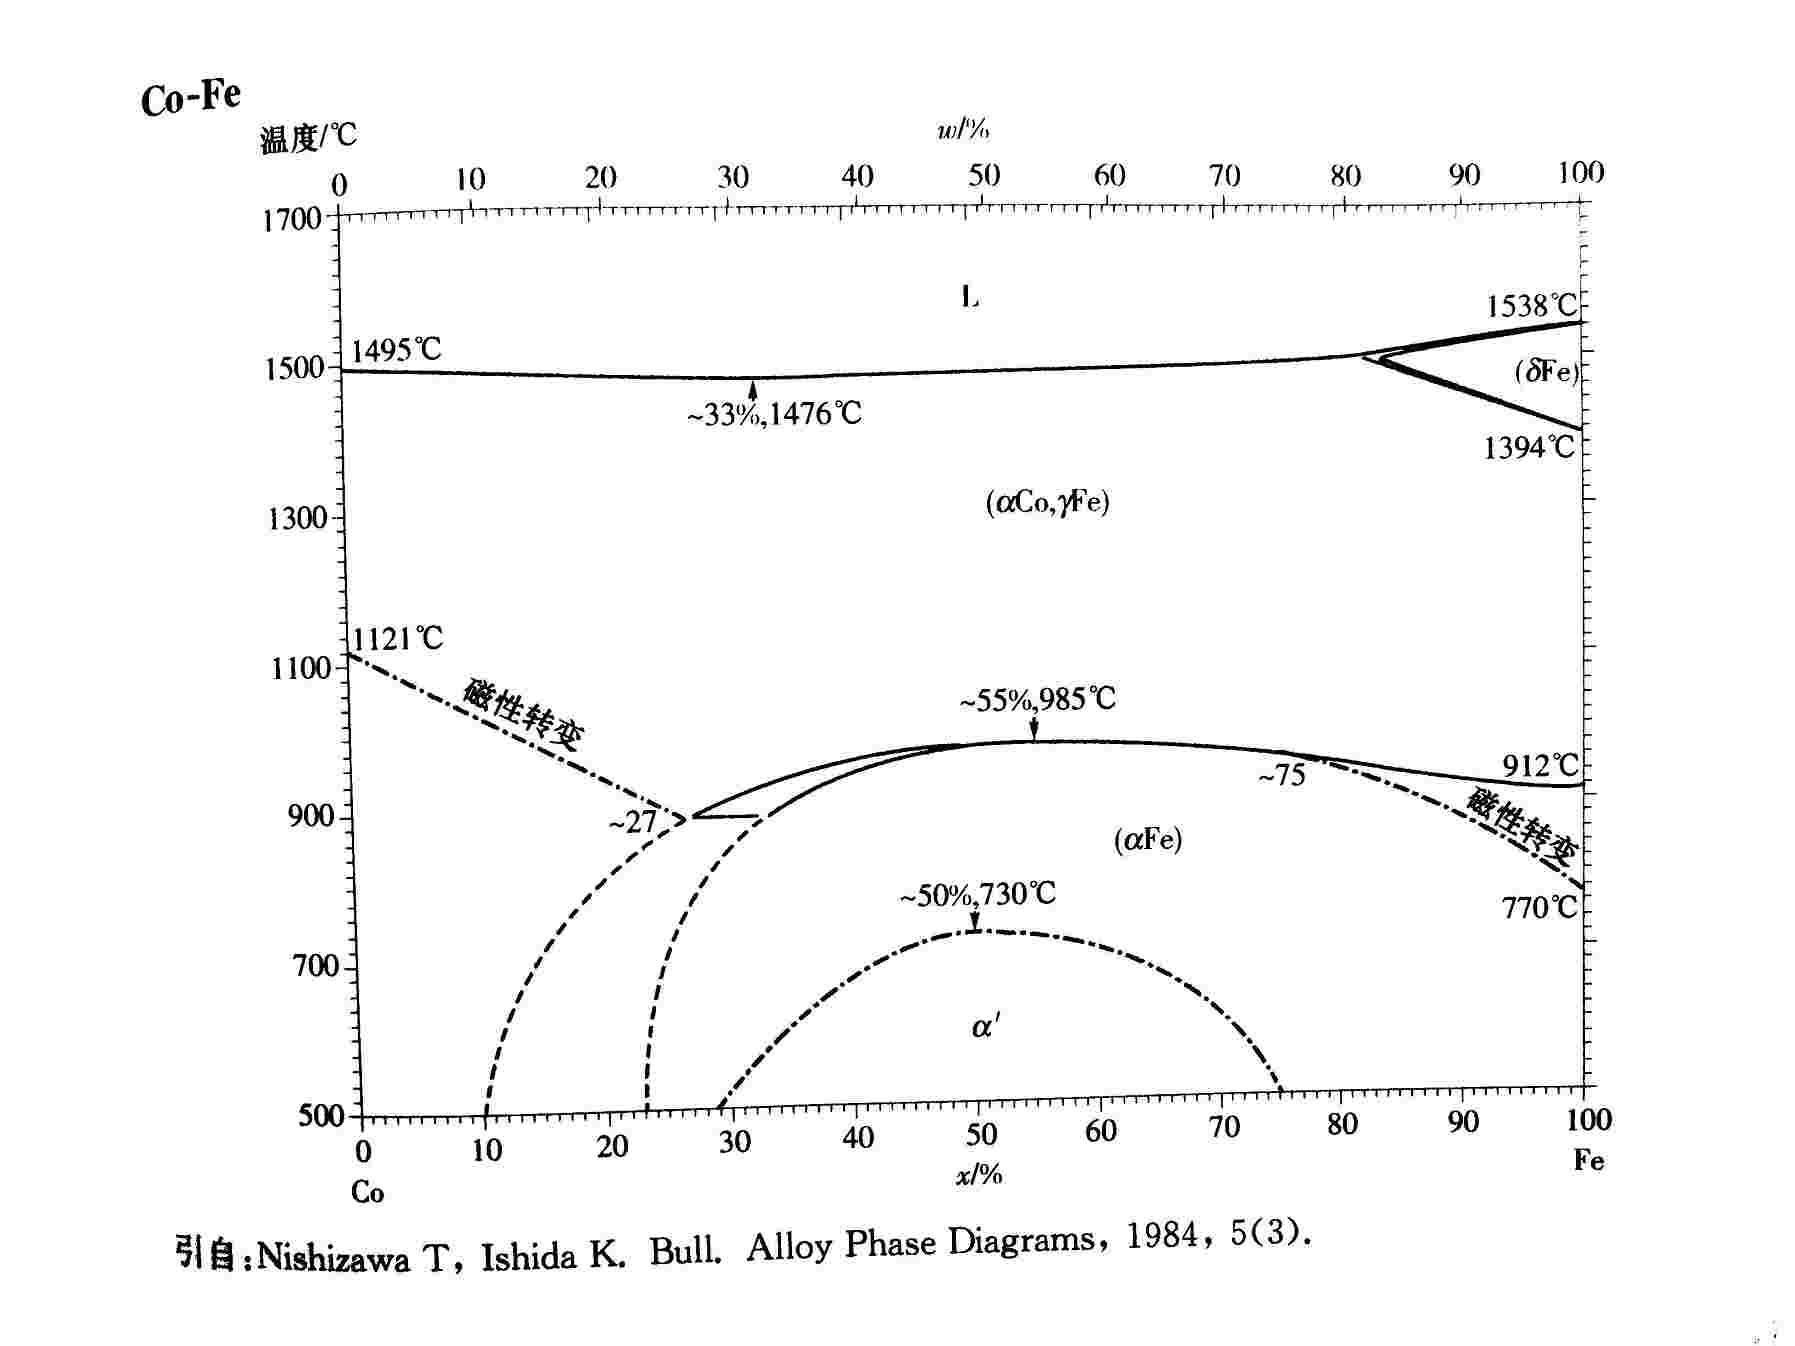 Co-Fe
温度/℃
w/%
0 10 20 30 40 50 60 70 80 90 100
1700
L
1538℃
1495℃
1500
(δFe)
~33%,1476℃
1394℃
(αCo,γFe)
1300
1121℃
1100
磁性转变
~55%,985℃
912℃
~75
900
~27
磁性转变
(αFe)
~50%,730℃
770℃
700
α′
500
0 10 20 30 40 50 60 70 80 90 100
Co
x/%
Fe
引自:Nishizawa T, Ishida K. Bull. Alloy Phase Diagrams, 1984, 5(3).